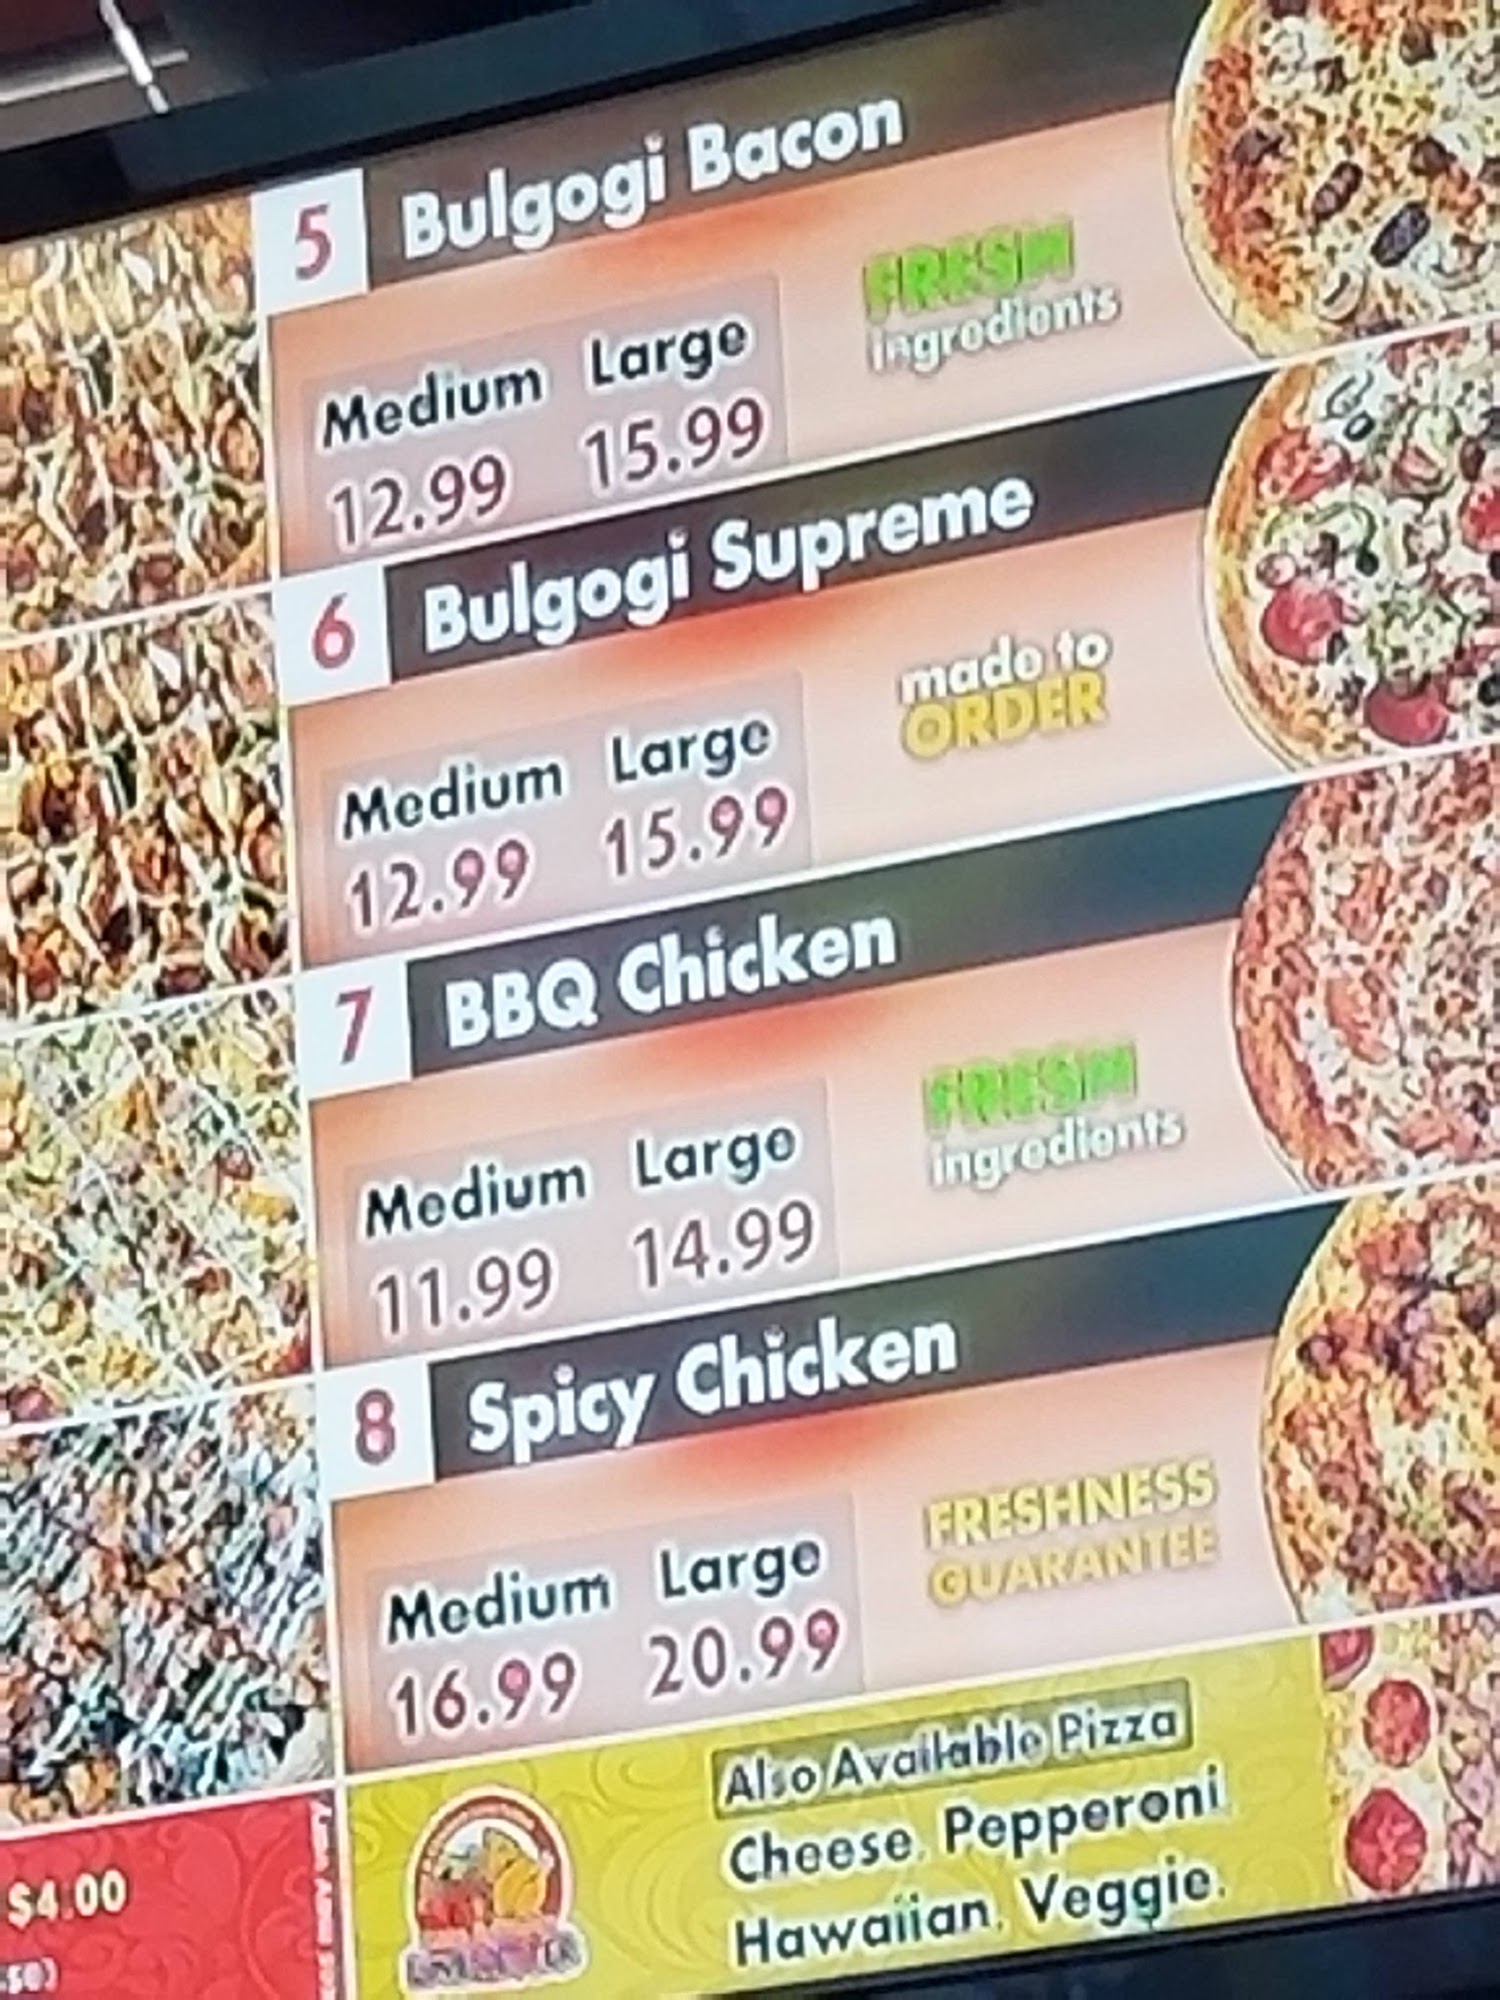 5 Bulgogi Bacon
FRESH
ingredients
Medium Large
12.99 15.99
6 Bulgogi Supreme
made to
ORDER
Medium Large
12.99 15.99
7 BBQ Chicken
FRESH
ingredients
Medium Large
11.99 14.99
8 Spicy Chicken
FRESHNESS
GUARANTEE
Medium Large
16.99 20.99
Also Available Pizza
Cheese, Pepperoni
Hawaiian, Veggie.
$4.00